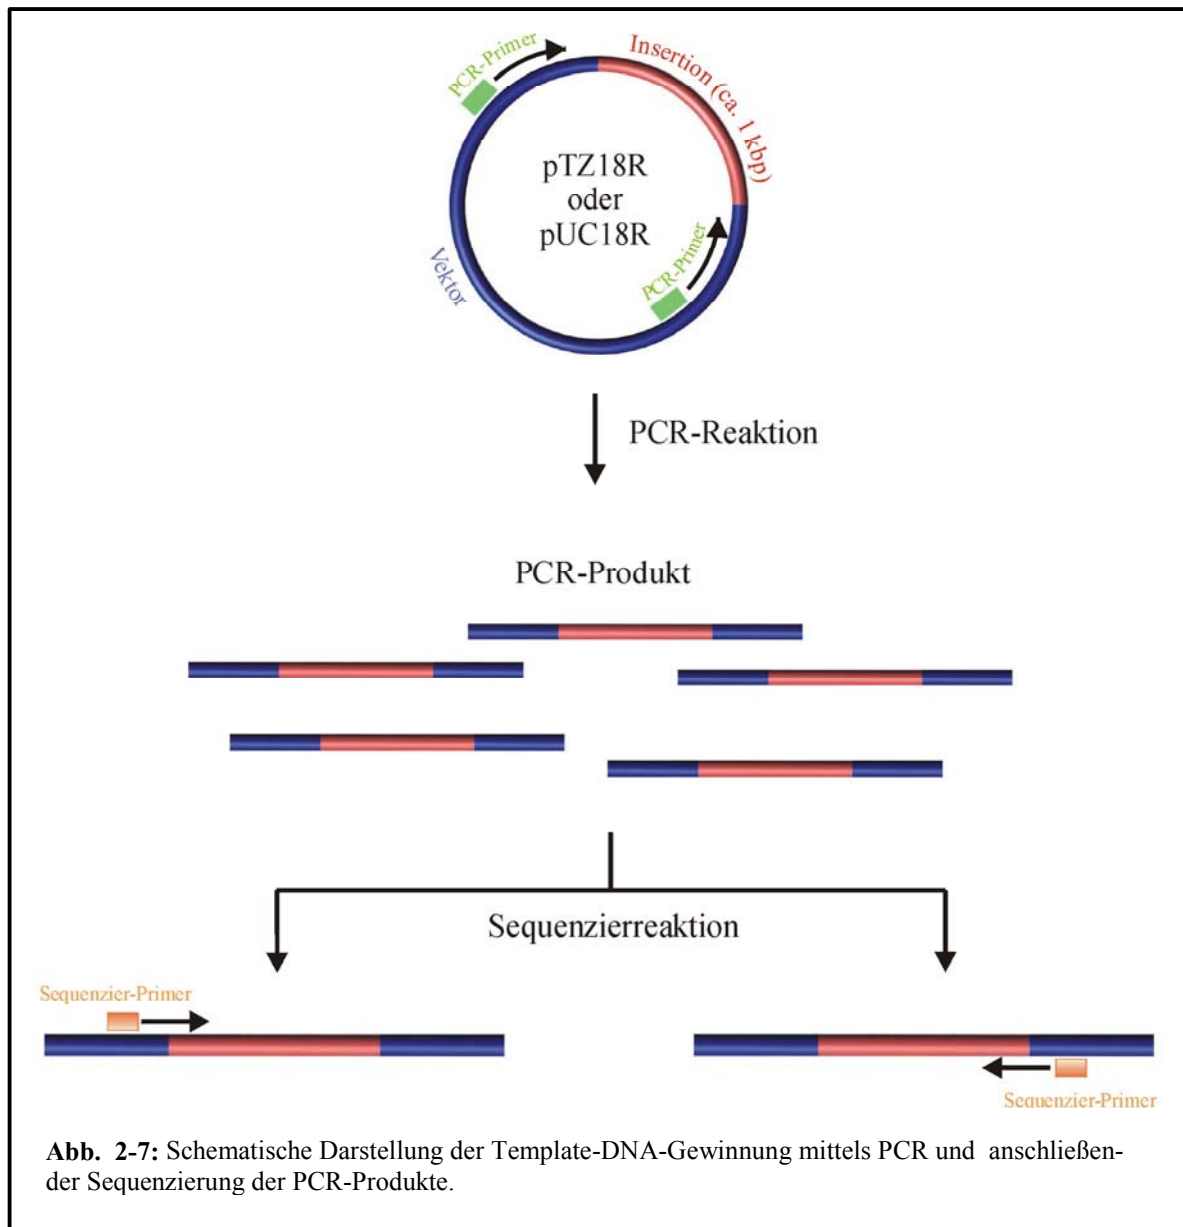 PCR-Primer
Insertion (ca. 1 kbp)
pTZ18R
oder
pUC18R
PCR-Primer
Vektor
PCR-Reaktion
PCR-Produkt
Sequenzierreaktion
Sequenzier-Primer
Sequenzier-Primer
Abb. 2-7: Schematische Darstellung der Template-DNA-Gewinnung mittels PCR und anschließen-
der Sequenzierung der PCR-Produkte.